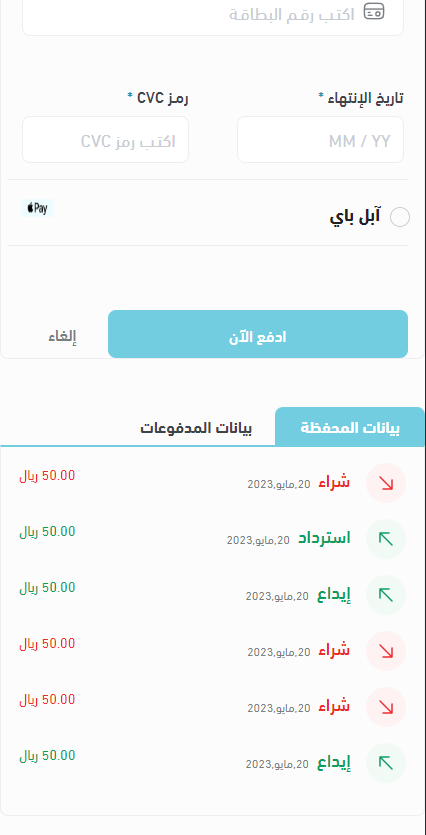 اكتب رقم البطاقة
تاريخ الإنتهاء * رمز CVC *
MM / YY اكتب رمز CVC
آبل باي Pay
ادفع الآن إلغاء
بيانات المحفظة بيانات المدفوعات
شراء 20,مايو,2023 50.00 ريال
استرداد 20,مايو,2023 50.00 ريال
إيداع 20,مايو,2023 50.00 ريال
شراء 20,مايو,2023 50.00 ريال
شراء 20,مايو,2023 50.00 ريال
إيداع 20,مايو,2023 50.00 ريال